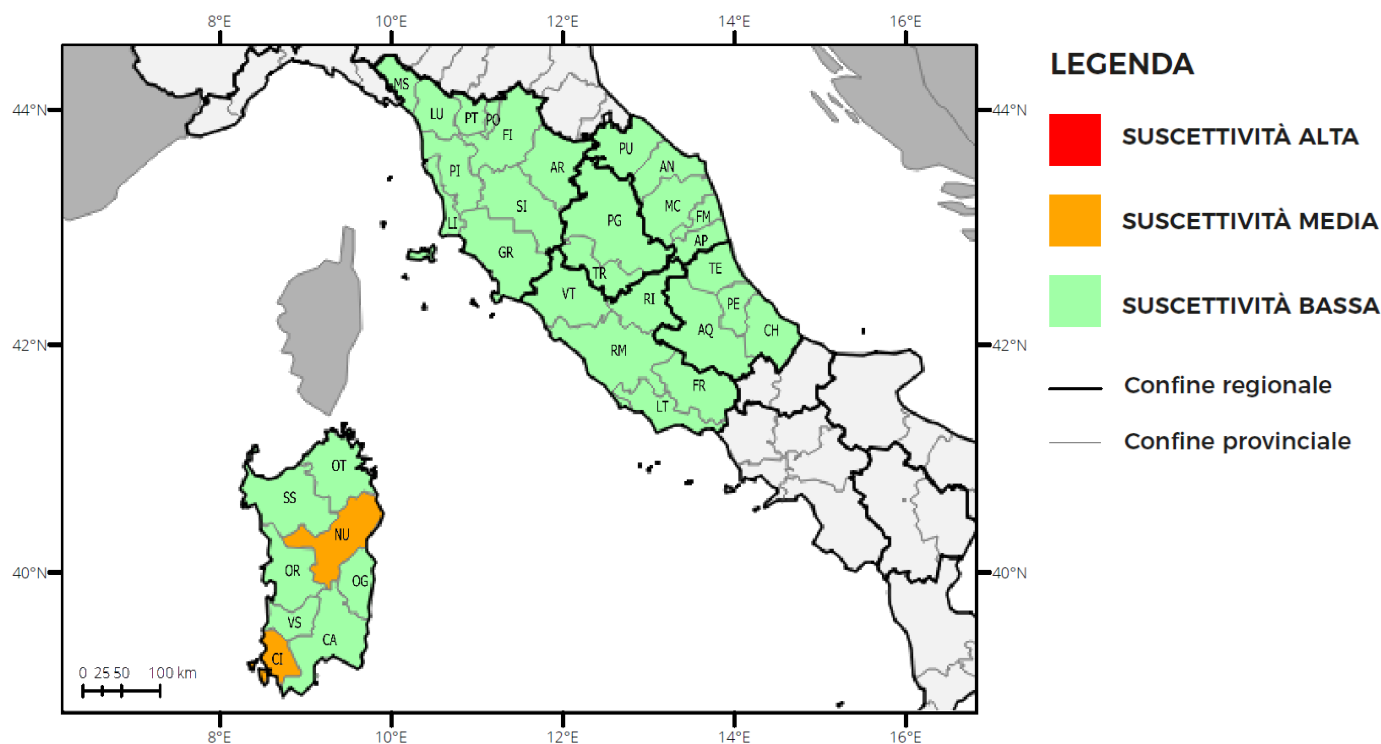 8°E 10°E 12°E 14°E 16°E
44°N 44°N
42°N 42°N
40°N 40°N
MS
LU PT PO
FI
PI AR
SI
LI
GR
PU
AN
MC
FM
AP
PG
TR
TE
PE
AQ CH
VT RI
RM
FR
LT
OT
SS
NU
OR
OG
VS
CA
CI
0 25 50 100 km
8°E 10°E 12°E 14°E 16°E
LEGENDA
SUSCETTIVITÀ ALTA
SUSCETTIVITÀ MEDIA
SUSCETTIVITÀ BASSA
Confine regionale
Confine provinciale